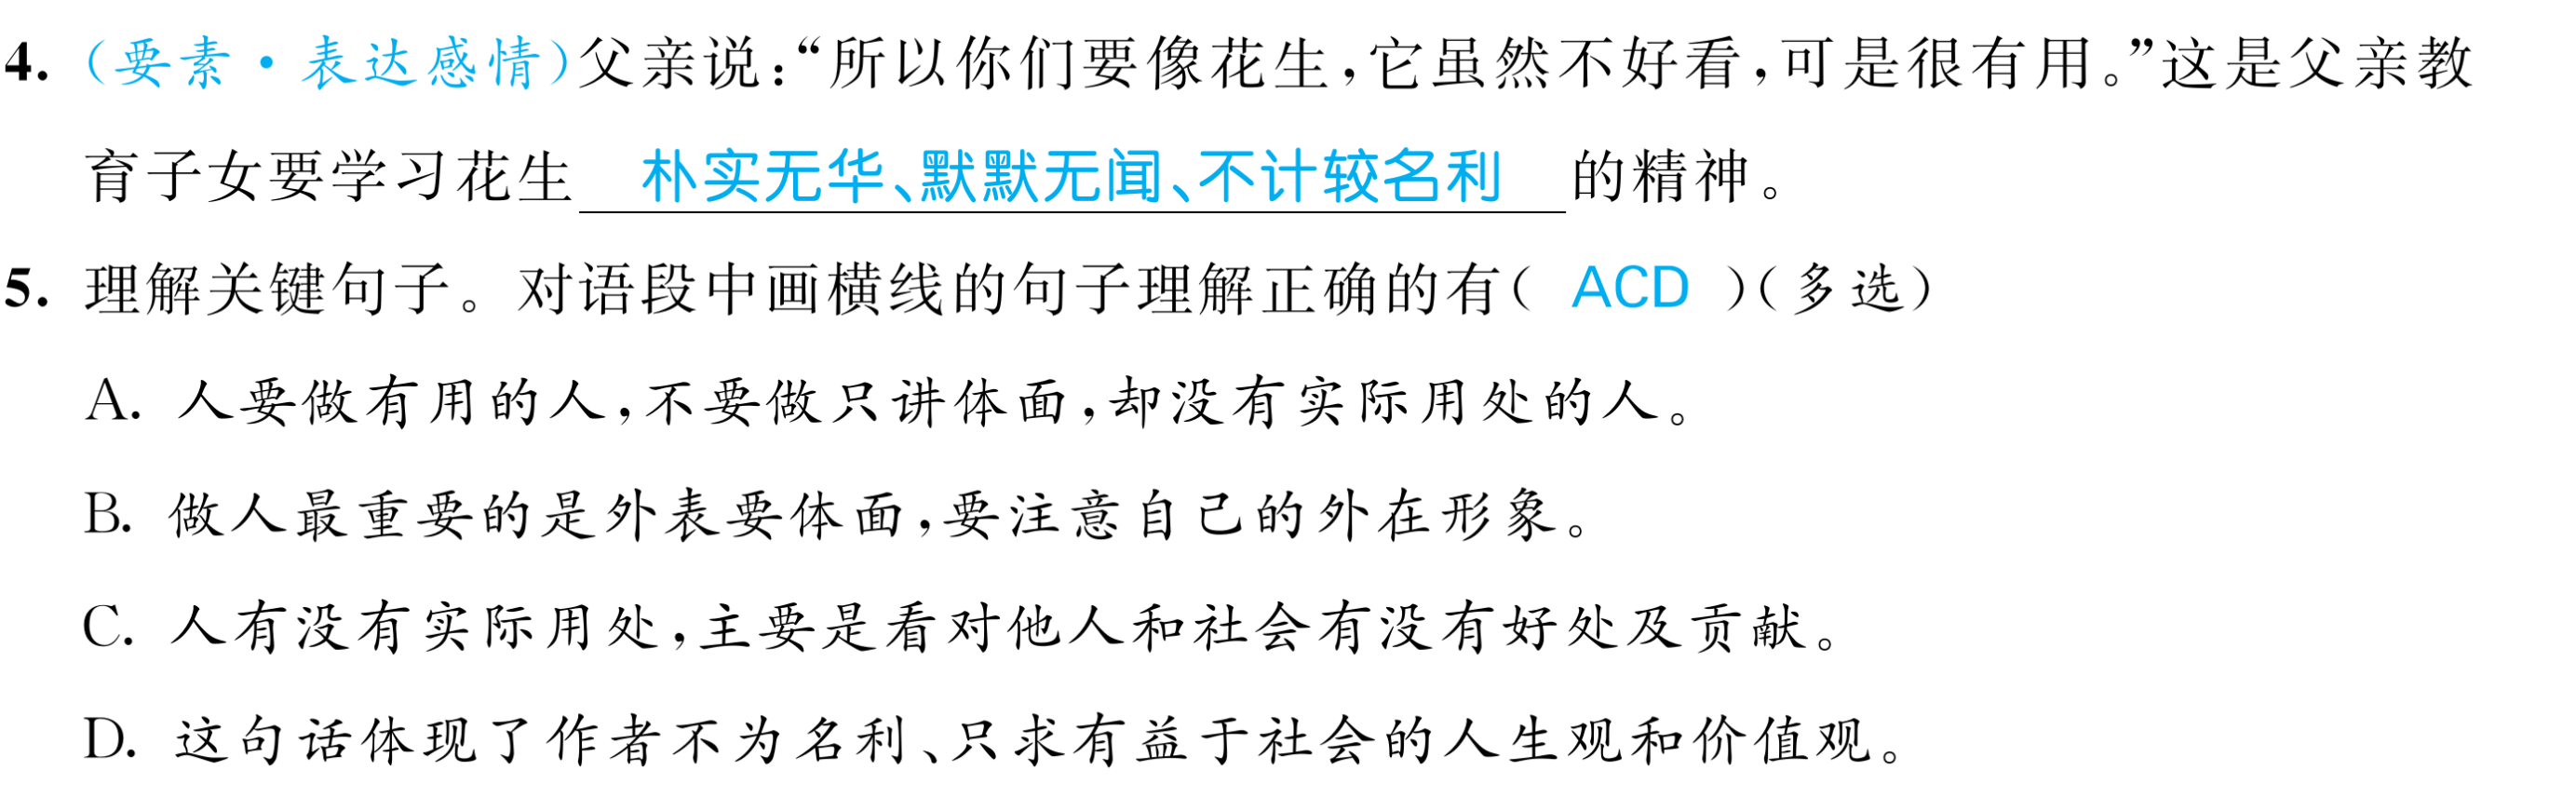 4.（要素·表达感情）父亲说：“所以你们要像花生，它虽然不好看，可是很有用。”这是父亲教
育子女要学习花生 朴实无华、默默无闻、不计较名利 的精神。
5. 理解关键句子。对语段中画横线的句子理解正确的有（ ACD ）（多选）
A. 人要做有用的人，不要做只讲体面，却没有实际用处的人。
B. 做人最重要的是外表要体面，要注意自己的外在形象。
C. 人有没有实际用处，主要是看对他人和社会有没有好处及贡献。
D. 这句话体现了作者不为名利、只求有益于社会的人生观和价值观。